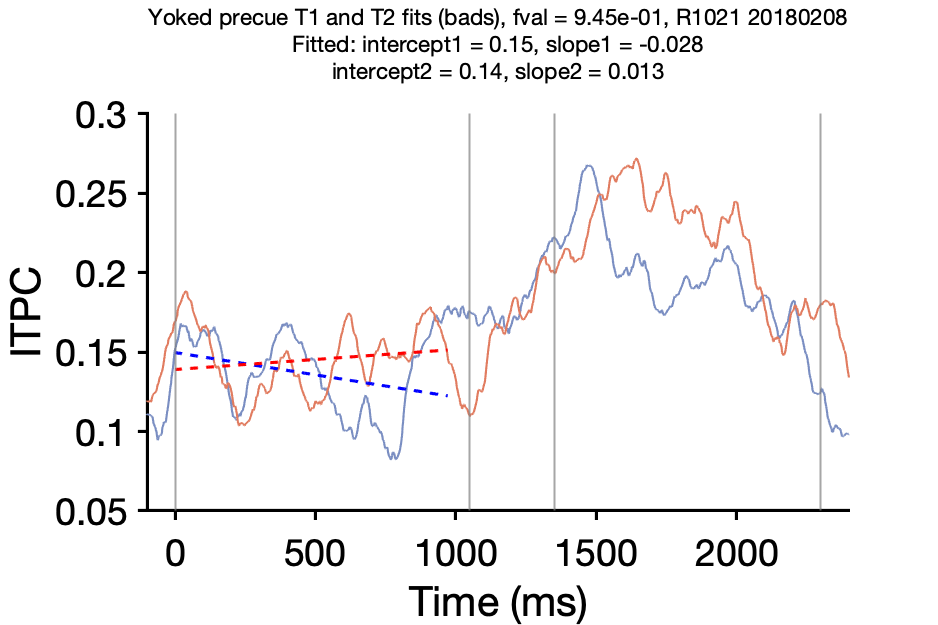 Yoked precue T1 and T2 fits (bads), fval = 9.45e-01, R1021 20180208
Fitted: intercept1 = 0.15, slope1 = -0.028
intercept2 = 0.14, slope2 = 0.013
0.3
0.25
0.2
0.15
0.1
0.05
ITPC
0 500 1000 1500 2000
Time (ms)